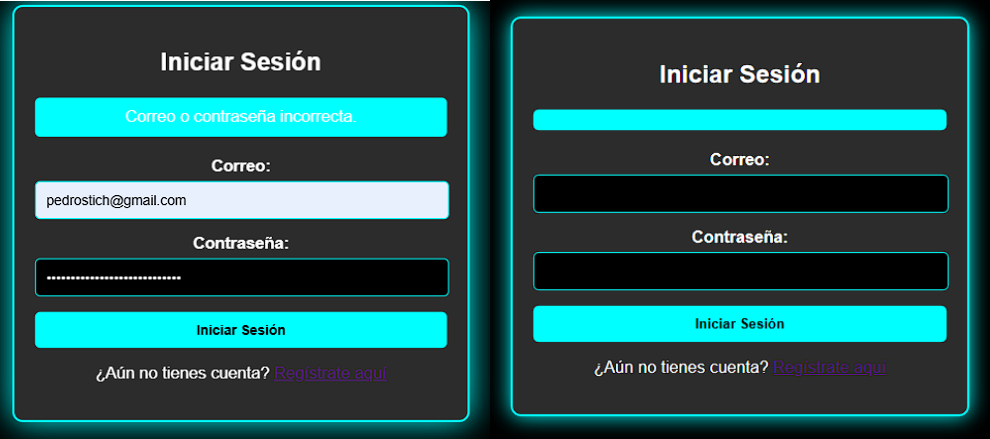 Iniciar Sesión
Correo o contraseña incorrecta.
Correo:
pedrostich@gmail.com
Contraseña:
Iniciar Sesión
¿Aún no tienes cuenta? Regístrate aquí
Iniciar Sesión
Correo:
Contraseña:
Iniciar Sesión
¿Aún no tienes cuenta? Regístrate aquí